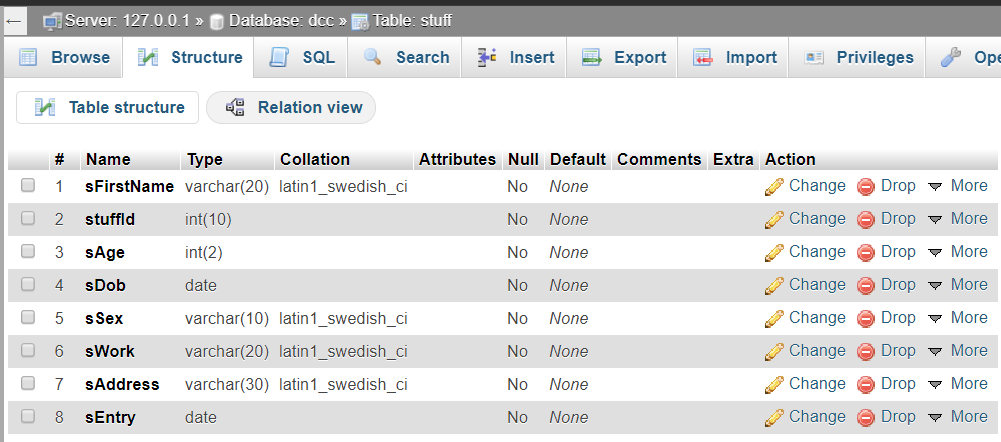 ← Server: 127.0.0.1 » Database: dcc » Table: stuff
Browse Structure SQL Search Insert Export Import Privileges Ope
Table structure Relation view
# Name Type Collation Attributes Null Default Comments Extra Action
1 sFirstName varchar(20) latin1_swedish_ci No None Change Drop More
2 stuffId int(10) No None Change Drop More
3 sAge int(2) No None Change Drop More
4 sDob date No None Change Drop More
5 sSex varchar(10) latin1_swedish_ci No None Change Drop More
6 sWork varchar(20) latin1_swedish_ci No None Change Drop More
7 sAddress varchar(30) latin1_swedish_ci No None Change Drop More
8 sEntry date No None Change Drop More